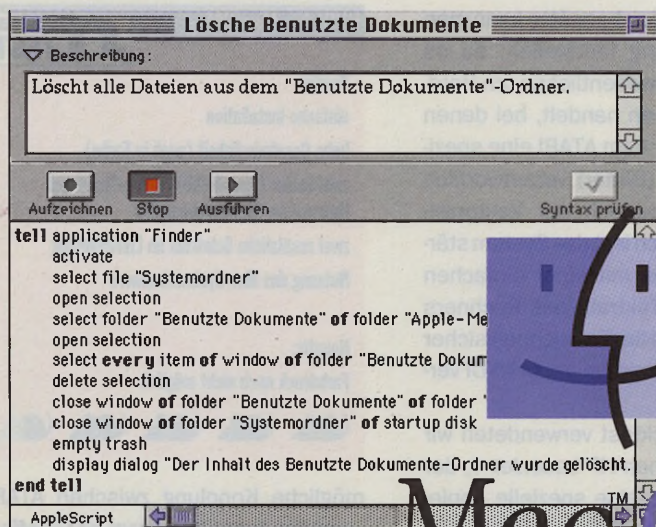 Lösche Benutzte Dokumente
Beschreibung:
Löscht alle Dateien aus dem "Benutzte Dokumente"-Ordner.
Aufzeichnen Stop Ausführen Syntax prüfen
tell application "Finder"
activate
select file "Systemordner"
open selection
select folder "Benutzte Dokumente" of folder "Apple-Me
open selection
select every item of window of folder "Benutzte Dokum
delete selection
close window of folder "Benutzte Dokumente" of folder "
close window of folder "Systemordner" of startup disk
empty trash
display dialog "Der Inhalt des Benutzte Dokumente-Ordners wurde gelöscht.
end tell
TM
AppleScript
Mac